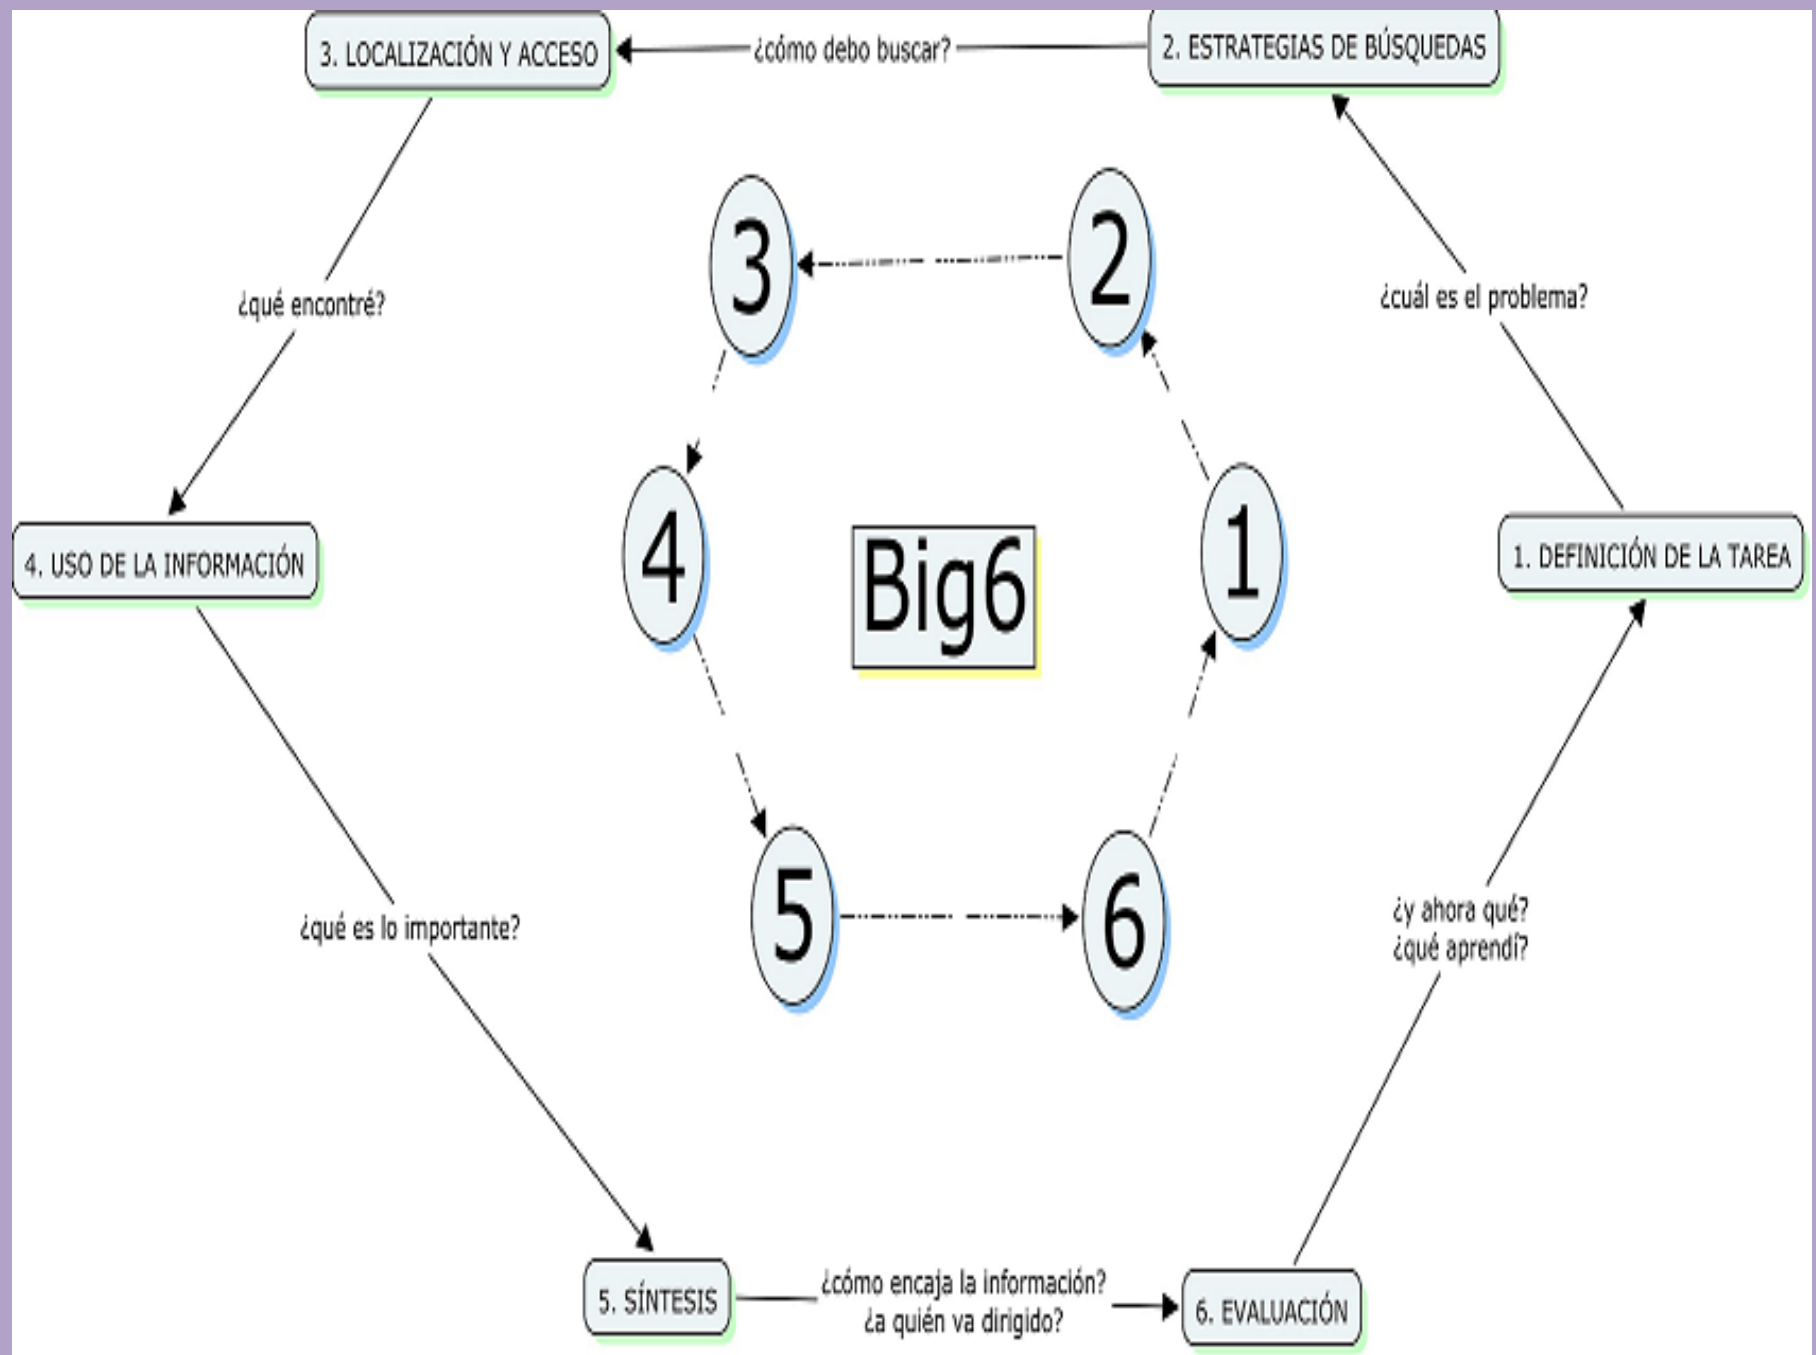 3. LOCALIZACIÓN Y ACCESO
¿cómo debo buscar?
2. ESTRATEGIAS DE BÚSQUEDAS
3
2
¿qué encontré?
¿cuál es el problema?
4. USO DE LA INFORMACIÓN
4
Big6
1
1. DEFINICIÓN DE LA TAREA
¿qué es lo importante?
5
6
¿y ahora qué?
¿qué aprendí?
5. SÍNTESIS
¿cómo encaja la información?
¿a quién va dirigido?
6. EVALUACIÓN